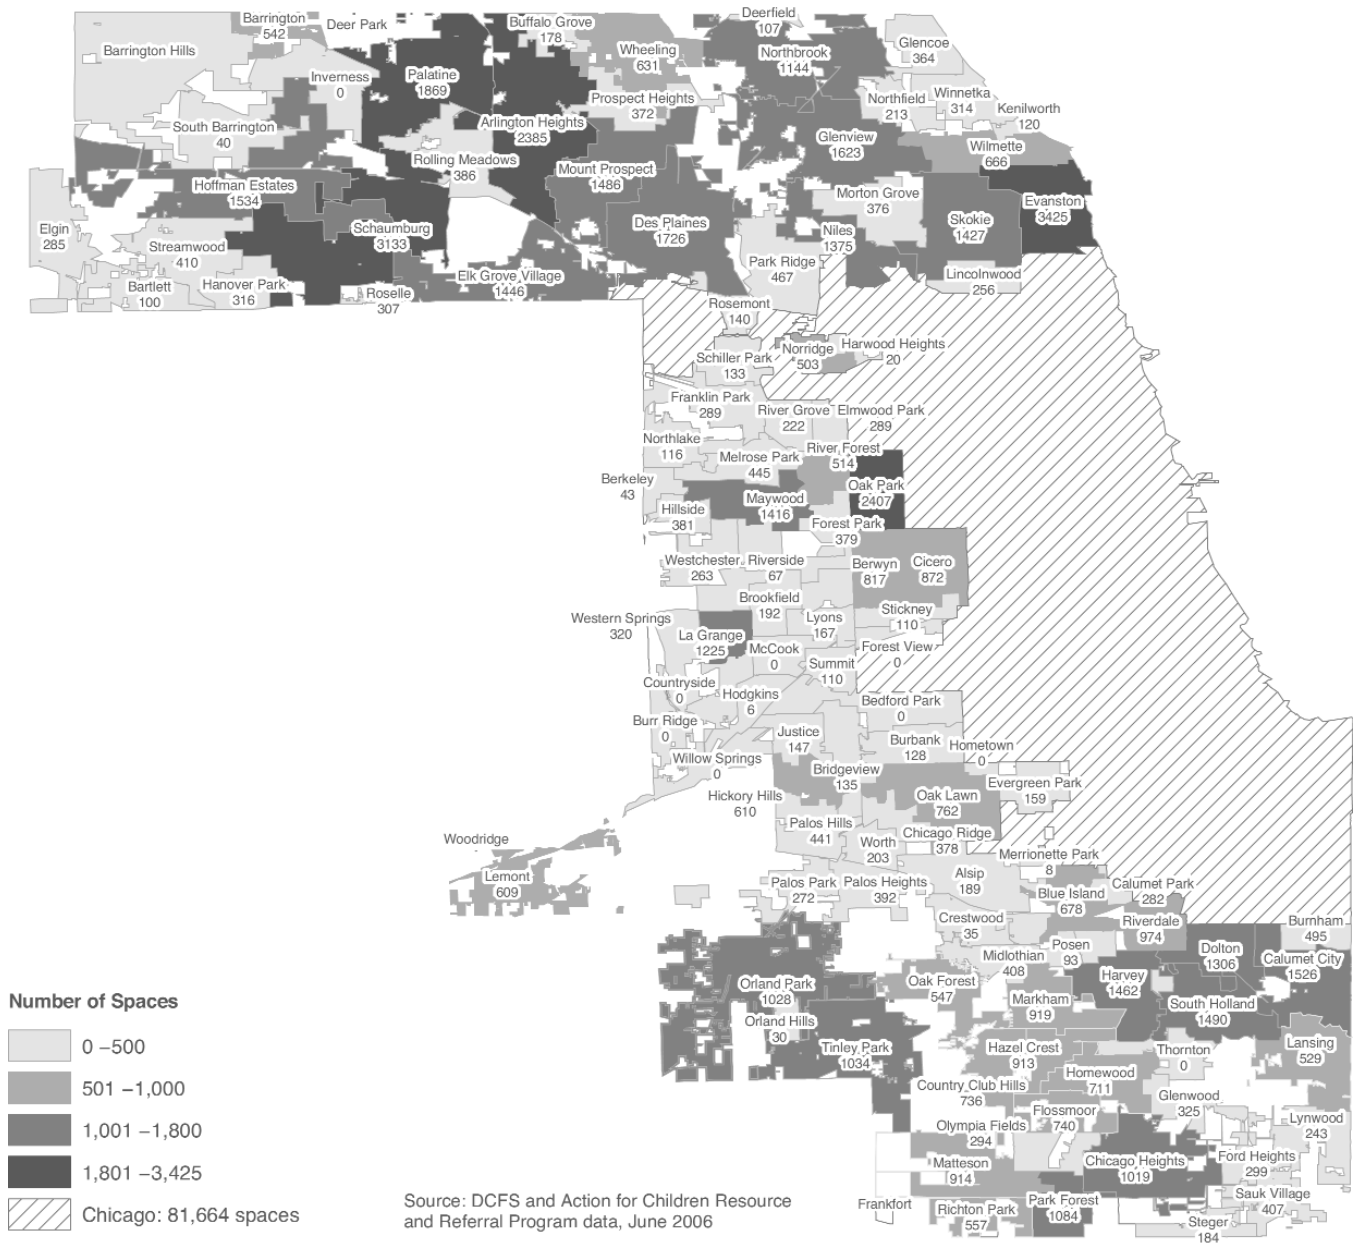 Barrington
542
Deer Park
Buffalo Grove
178
Deerfield
107
Barrington Hills
Wheeling
631
Northbrook
1144
Glencoe
364
Inverness
0
Palatine
1869
Prospect Heights
372
Northfield
213
Winnetka
314
Kenilworth
120
South Barrington
40
Arlington Heights
2385
Glenview
1623
Wilmette
666
Rolling Meadows
386
Mount Prospect
1486
Hoffman Estates
1534
Morton Grove
376
Evanston
3425
Elgin
285
Schaumburg
3133
Des Plaines
1726
Niles
1375
Skokie
1427
Streamwood
410
Park Ridge
467
Lincolnwood
256
Bartlett
100
Hanover Park
316
Roselle
307
Elk Grove Village
1446
Rosemont
140
Schiller Park
133
Norridge
503
Harwood Heights
20
Franklin Park
289
River Grove
222
Elmwood Park
289
Northlake
116
Melrose Park
445
River Forest
514
Berkeley
43
Maywood
1416
Oak Park
2407
Hillside
381
Forest Park
379
Westchester
263
Riverside
67
Berwyn
817
Cicero
872
Brookfield
192
Western Springs
320
La Grange
1225
Lyons
167
Stickney
110
McCook
0
Summit
110
Forest View
0
Countryside
0
Hodgkins
6
Bedford Park
0
Burr Ridge
0
Justice
147
Burbank
128
Hometown
0
Willow Springs
0
Bridgeview
135
Evergreen Park
159
Hickory Hills
610
Oak Lawn
762
Palos Hills
441
Worth
203
Chicago Ridge
378
Woodridge
Lemont
609
Merrionette Park
8
Palos Park
272
Palos Heights
392
Alsip
189
Blue Island
678
Calumet Park
282
Crestwood
35
Riverdale
974
Burnham
495
Posen
93
Dolton
1306
Calumet City
1526
Midlothian
408
Harvey
1462
Orland Park
1028
Oak Forest
547
Markham
919
South Holland
1490
Orland Hills
30
Tinley Park
1034
Hazel Crest
913
Thornton
0
Lansing
529
Homewood
711
Country Club Hills
736
Glenwood
325
Flossmoor
740
Lynwood
243
Olympia Fields
294
Matteson
914
Chicago Heights
1019
Ford Heights
299
Frankfort
Richton Park
557
Park Forest
1084
Sauk Village
407
Steger
184
Number of Spaces
0 –500
501 –1,000
1,001 –1,800
1,801 –3,425
Chicago: 81,664 spaces
Source: DCFS and Action for Children Resource
and Referral Program data, June 2006